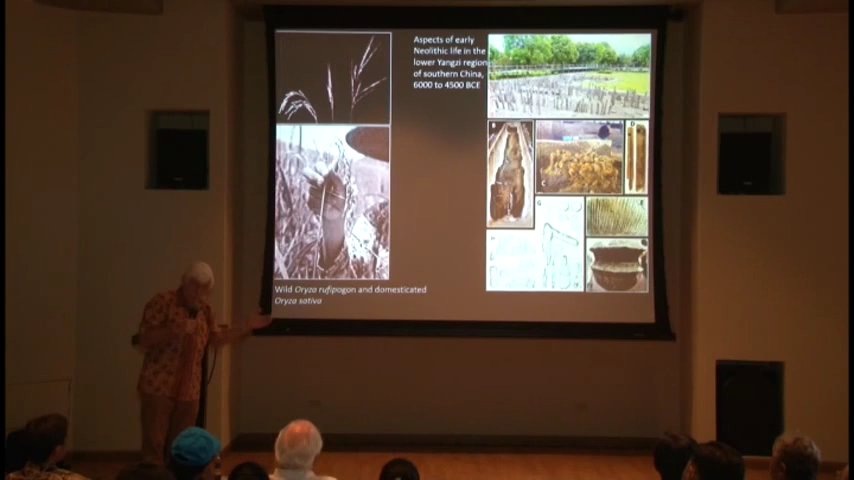 Aspects of early
Neolithic life in the
lower Yangzi region
of southern China,
6000 to 4500 BCE
B
C
D
E
G
Wild Oryza rufipogon and domesticated
Oryza sativa